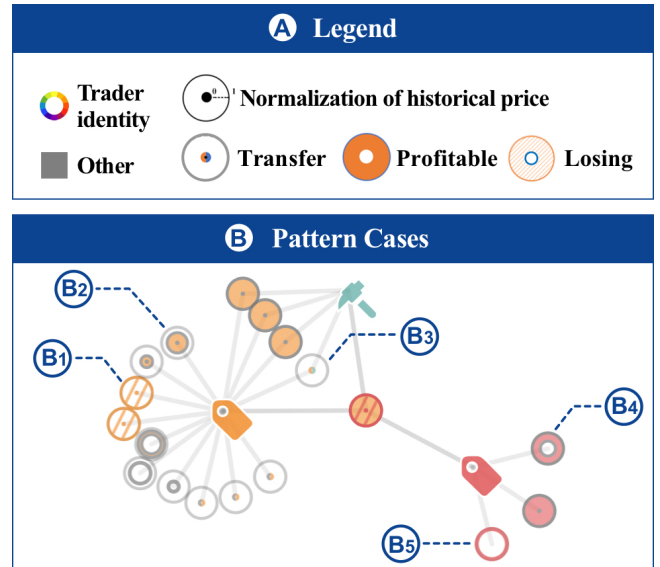 A Legend
Trader identity
0 1 Normalization of historical price
Other
Transfer
Profitable
Losing
B Pattern Cases
B2
B3
B1
B4
B5